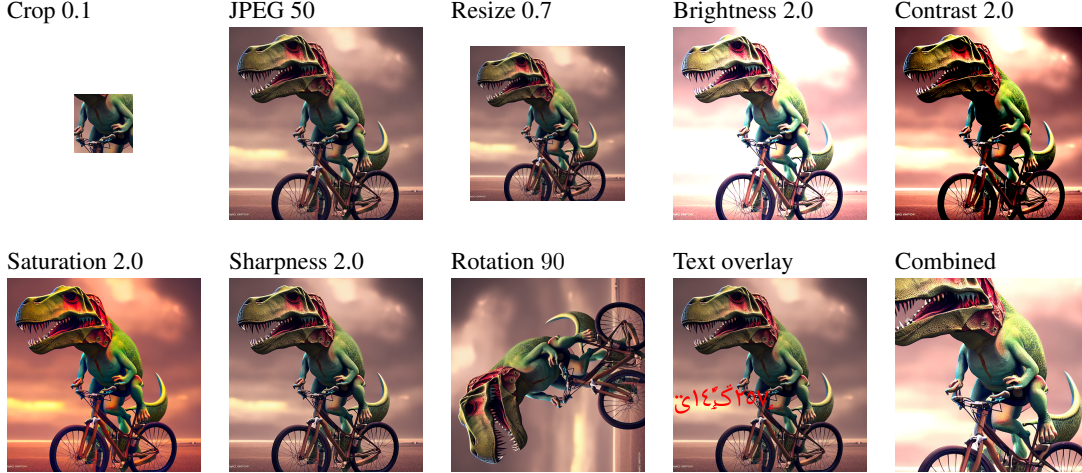 Crop 0.1
JPEG 50
Resize 0.7
Brightness 2.0
Contrast 2.0
Saturation 2.0
Sharpness 2.0
Rotation 90
Text overlay
Combined